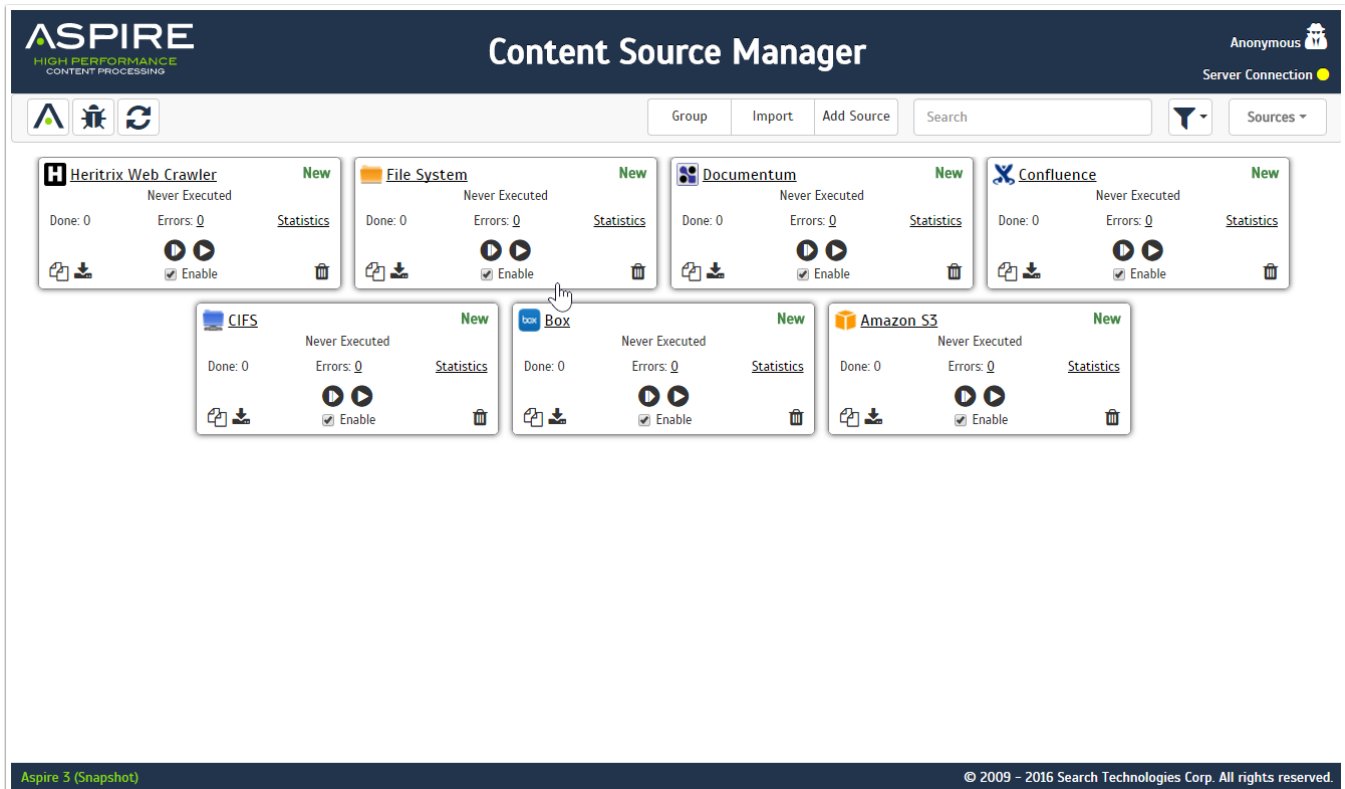 ASPIRE
HIGH PERFORMANCE
CONTENT PROCESSING
Content Source Manager
Anonymous
Server Connection
Group Import Add Source Search Sources
H Heritrix Web Crawler New
Never Executed
Done: 0 Errors: 0 Statistics
Enable
File System New
Never Executed
Done: 0 Errors: 0 Statistics
Enable
Documentum New
Never Executed
Done: 0 Errors: 0 Statistics
Enable
Confluence New
Never Executed
Done: 0 Errors: 0 Statistics
Enable
CIFS New
Never Executed
Done: 0 Errors: 0 Statistics
Enable
box Box New
Never Executed
Done: 0 Errors: 0 Statistics
Enable
Amazon S3 New
Never Executed
Done: 0 Errors: 0 Statistics
Enable
Aspire 3 (Snapshot)
© 2009 - 2016 Search Technologies Corp. All rights reserved.